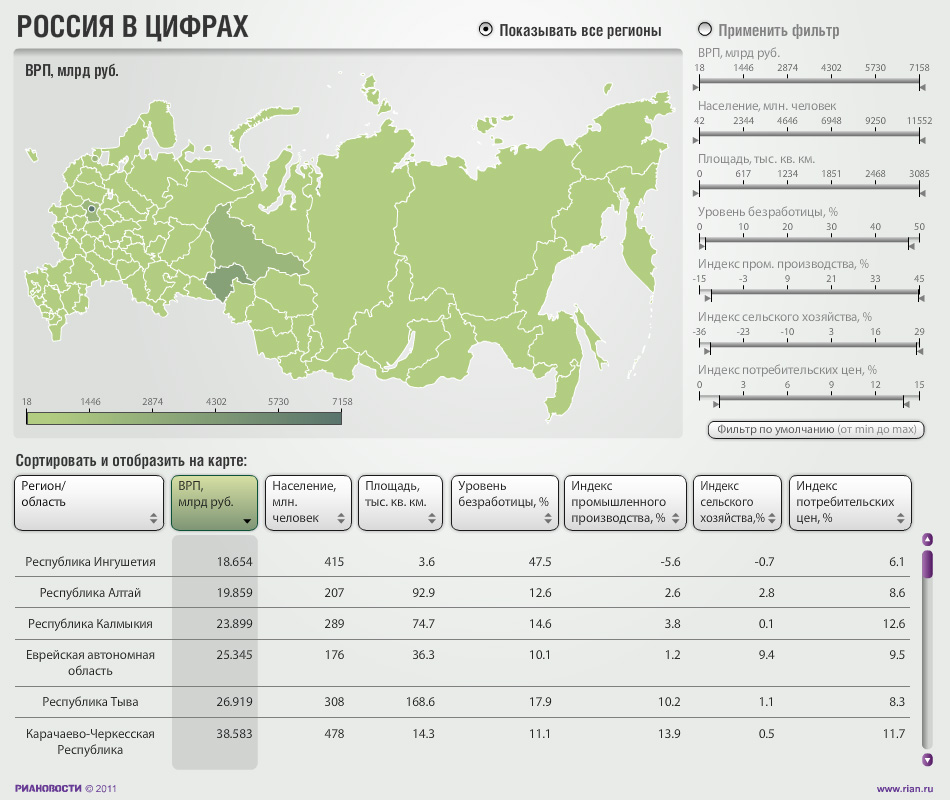 РОССИЯ В ЦИФРАХ
Показывать все регионы
Применить фильтр
ВРП, млрд руб.
18 1446 2874 4302 5730 7158
ВРП, млрд руб.
18 1446 2874 4302 5730 7158
Население, млн. человек
42 2344 4646 6948 9250 11552
Площадь, тыс. кв. км.
0 617 1234 1851 2468 3085
Уровень безработицы, %
0 10 20 30 40 50
Индекс пром. производства, %
-15 -3 9 21 33 45
Индекс сельского хозяйства, %
-36 -23 -10 3 16 29
Индекс потребительских цен, %
0 3 6 9 12 15
Фильтр по умолчанию (от min до max)
Сортировать и отобразить на карте:
Регион/
область
ВРП,
млрд руб.
Население,
млн.
человек
Площадь,
тыс. кв. км.
Уровень
безработицы, %
Индекс
промышленного
производства, %
Индекс
сельского
хозяйства,%
Индекс
потребительских
цен, %
Республика Ингушетия 18.654 415 3.6 47.5 -5.6 -0.7 6.1
Республика Алтай 19.859 207 92.9 12.6 2.6 2.8 8.6
Республика Калмыкия 23.899 289 74.7 14.6 3.8 0.1 12.6
Еврейская автономная 25.345 176 36.3 10.1 1.2 9.4 9.5
область
Республика Тыва 26.919 308 168.6 17.9 10.2 1.1 8.3
Карачаево-Черкесская 38.583 478 14.3 11.1 13.9 0.5 11.7
Республика
РИАНОВОСТИ © 2011
www.rian.ru